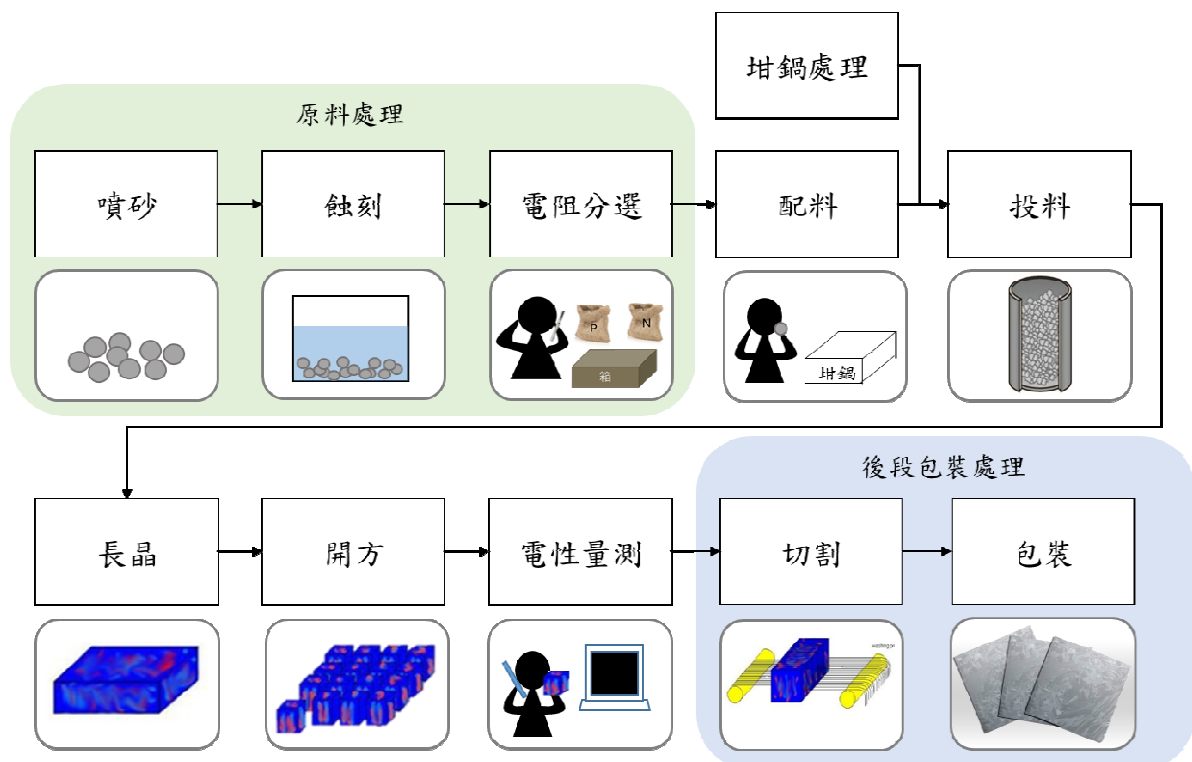 坩鍋處理
原料處理
噴砂
蝕刻
電阻分選
配料
投料
P
N
箱
坩鍋
後段包裝處理
長晶
開方
電性量測
切割
包裝